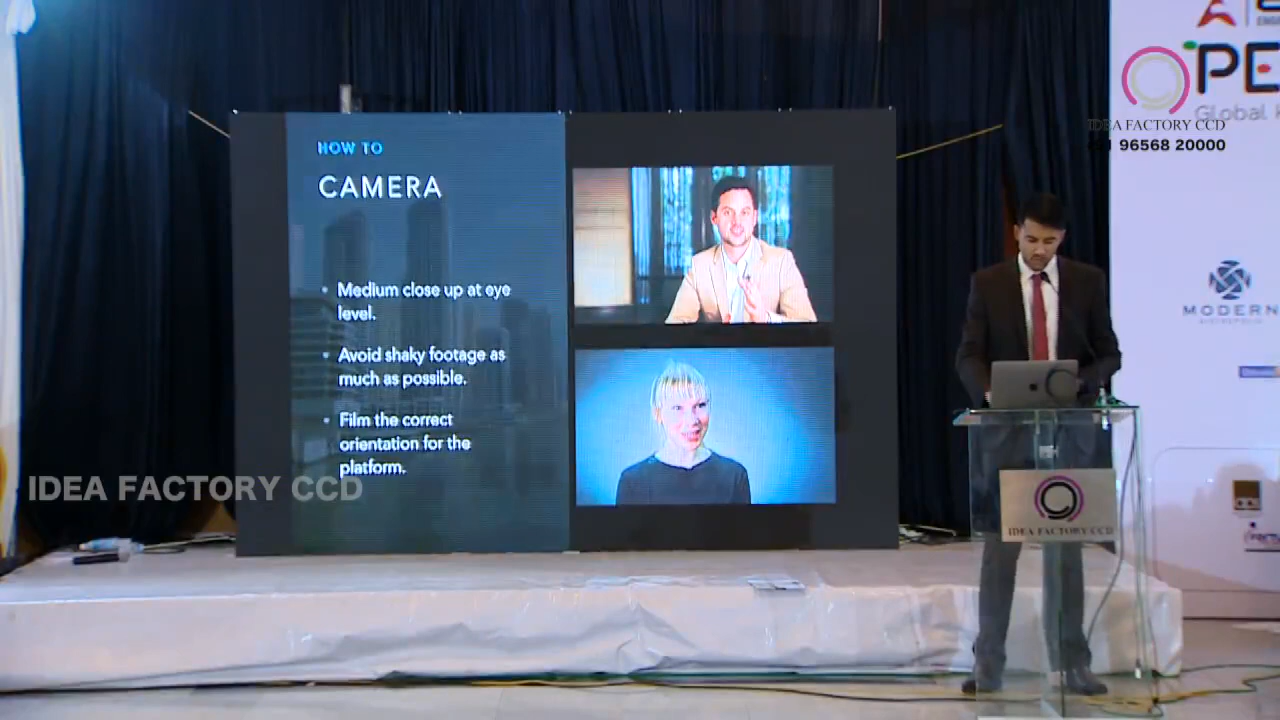 HOW TO
CAMERA
• Medium close up at eye
level.
• Avoid shaky footage as
much as possible.
• Film the correct
orientation for the
platform.
IDEA FACTORY CCD
IDEA FACTORY CCD
96568 20000
Global
MODERN
IDEA FACTORY CCD